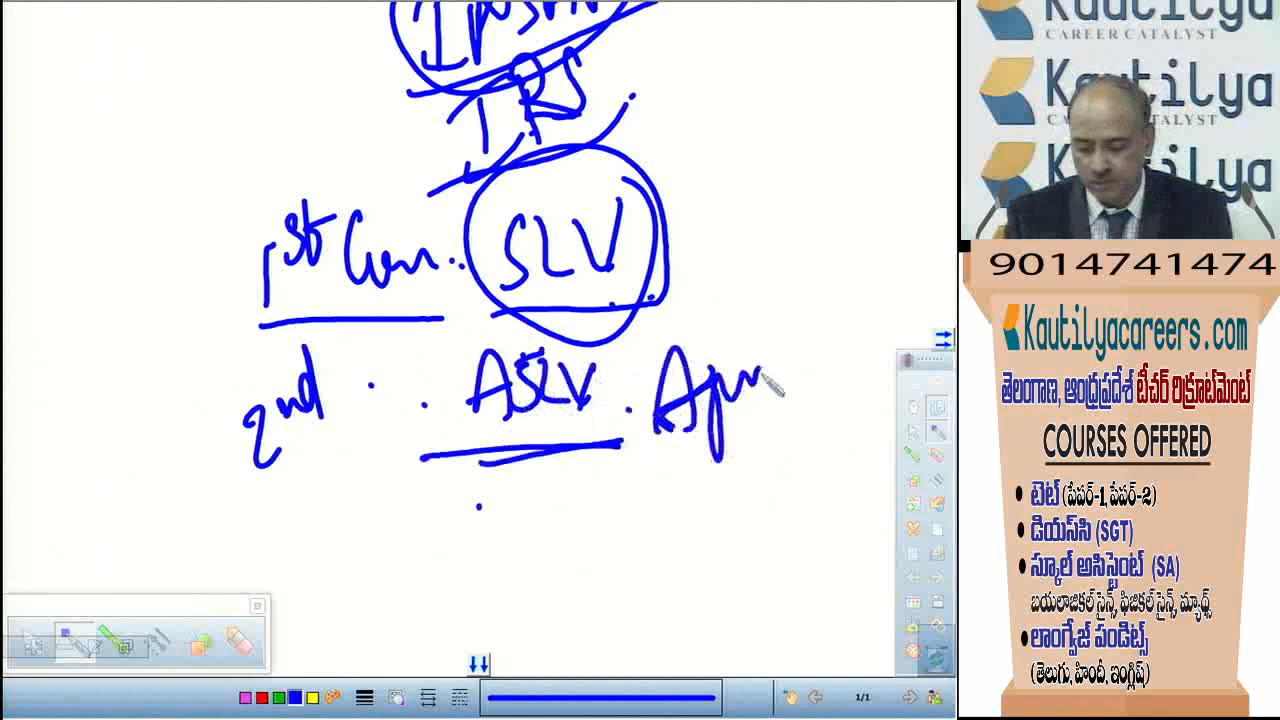 IRS
1st Gen.. SLV
2nd . ASLV .
1/1
Kautilya
CAREER CATALYST
Kautilya
Kautilya
9014741474
Kautilyacareers.com
తెలంగాణ, ఆంధ్రప్రదేశ్ టీచర్ రిక్రూట్‌మెంట్
COURSES OFFERED
• టెట్ (పేపర్-1, పేపర్-2)
• డియస్‌సి (SGT)
• స్కూల్ అసిస్టెంట్ (SA)
బయలాజికల్ సైన్స్, ఫిజికల్ సైన్స్, మ్యాథ్స్
• లాంగ్వేజ్ పండిట్స్
(తెలుగు, హిందీ, ఇంగ్లిష్)